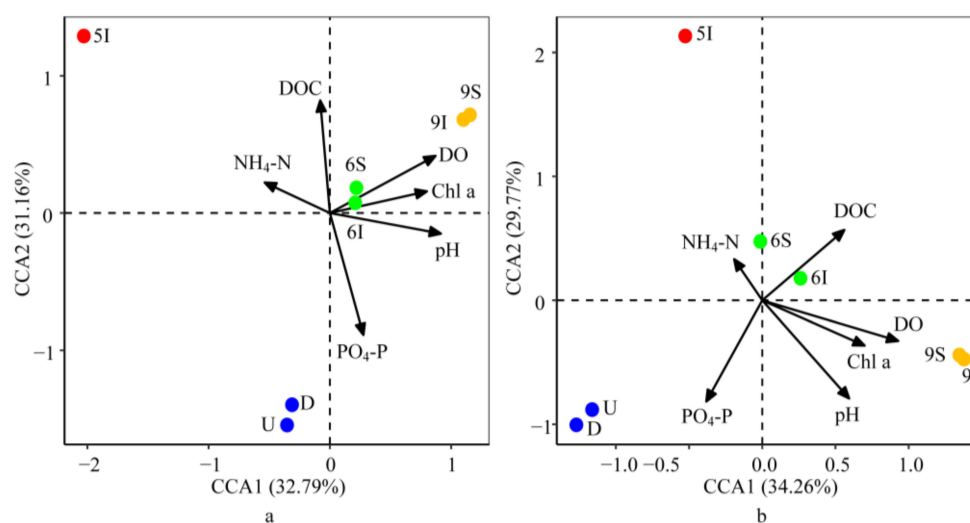 5I
1
DOC
9S
9I
DO
NH₄-N
6S
Chl a
0
6I
pH
−1
PO₄-P
D
U
−2
−1
0
1
CCA2 (31.16%)
CCA1 (32.79%)
a
2
5I
1
DOC
NH₄-N
6S
6I
0
DO
9S
Chl a
9
PO₄-P
pH
U
−1
D
−1.0
−0.5
0.0
0.5
1.0
CCA2 (29.77%)
CCA1 (34.26%)
b